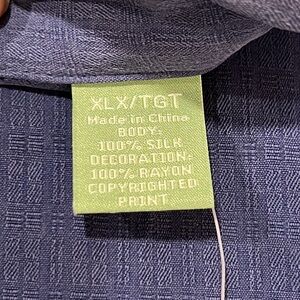 XLX/TGT
Made in China
BODY:
100% SILK
DECORATION:
100% RAYON
COPYRIGHTED
PRINT